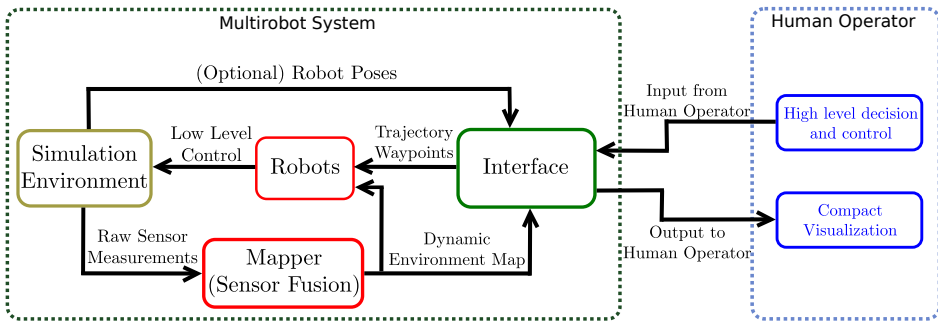 Multirobot System
Human Operator
(Optional) Robot Poses
Input from
Human Operator
High level decision
and control
Low Level
Control
Trajectory
Waypoints
Simulation
Environment
Robots
Interface
Compact
Visualization
Raw Sensor
Measurements
Mapper
(Sensor Fusion)
Dynamic
Environment Map
Output to
Human Operator